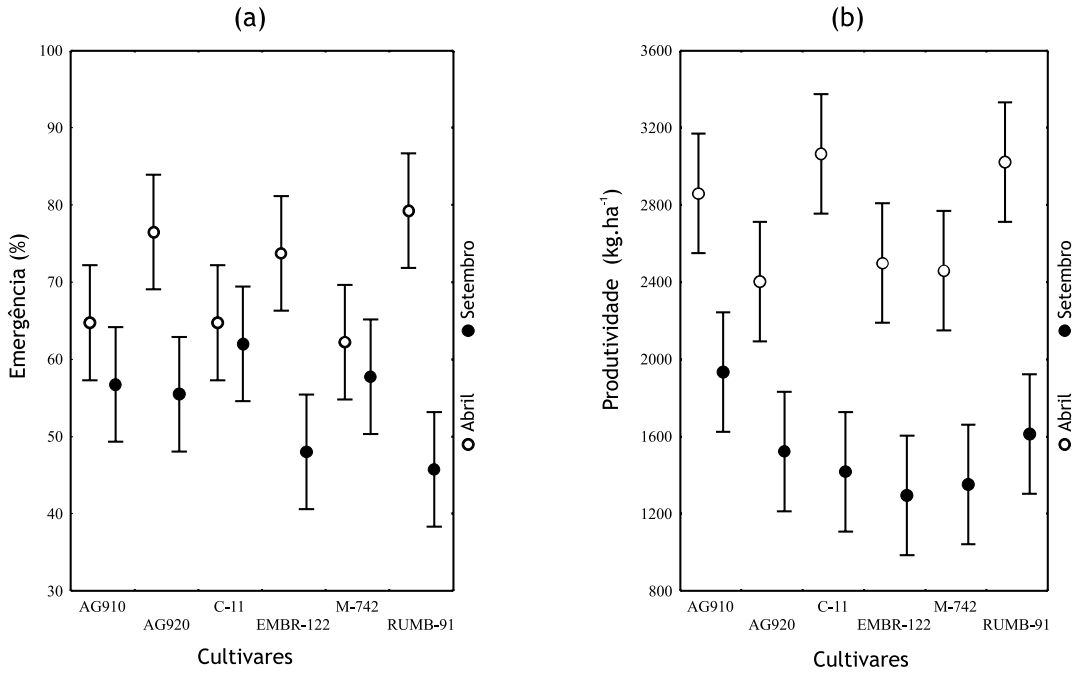 (a)
100
90
80
70
60
50
40
30
Emergência (%)
AG910
C-11
M-742
AG920
EMBR-122
RUMB-91
Cultivares
Abril
Setembro
(b)
3600
3200
2800
2400
2000
1600
1200
800
Produtividade (kg.ha⁻¹)
AG910
C-11
M-742
AG920
EMBR-122
RUMB-91
Cultivares
Abril
Setembro